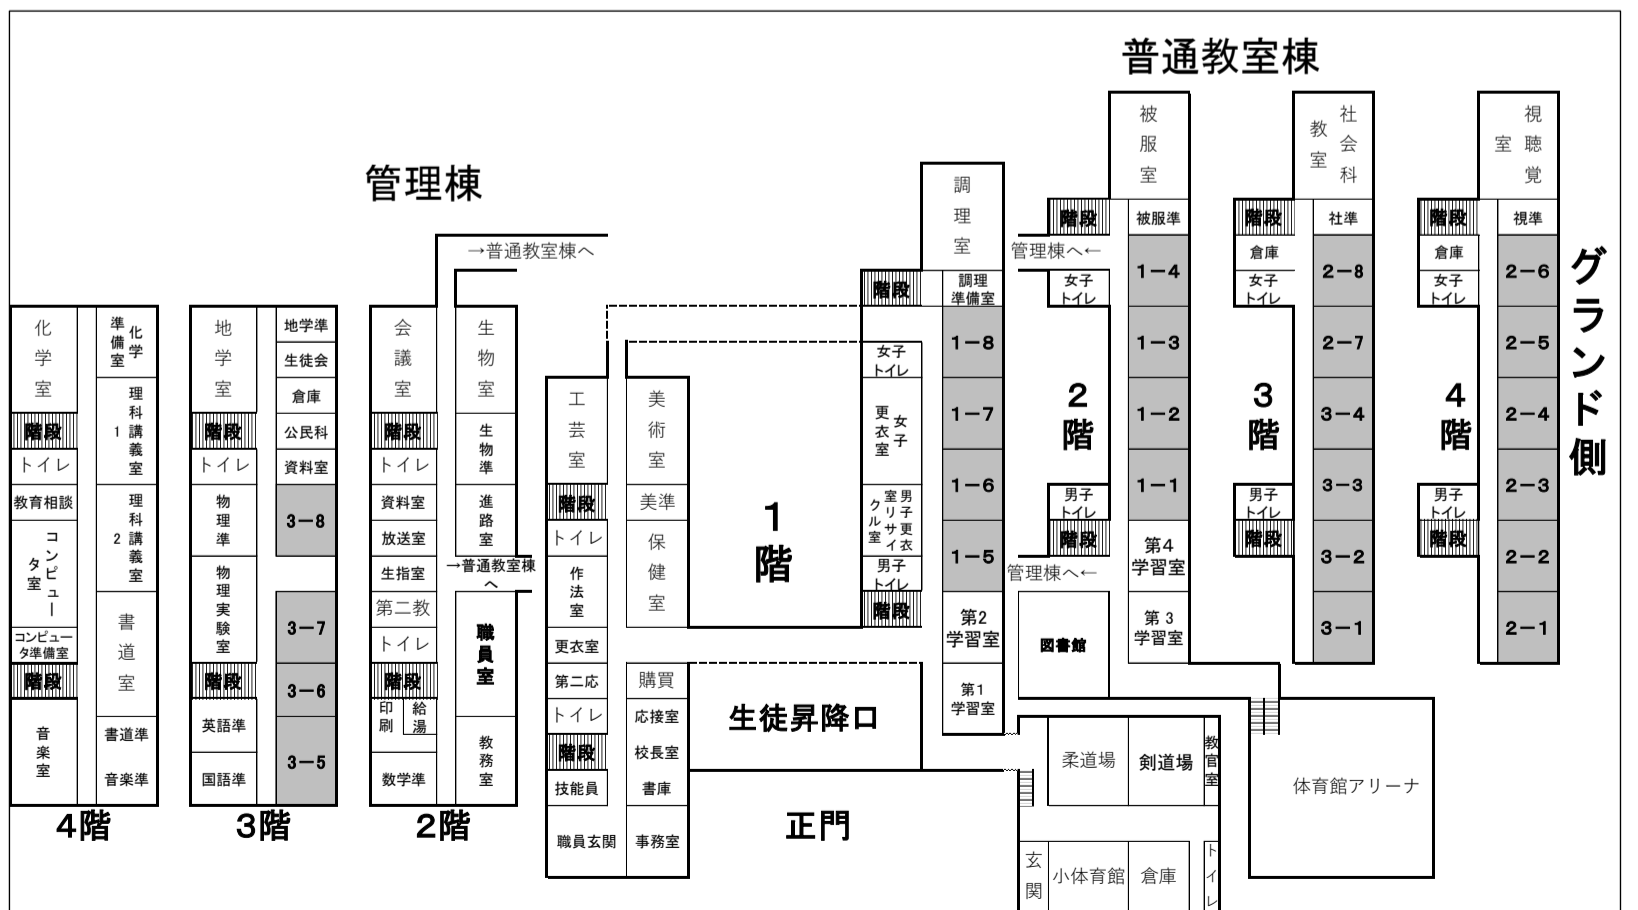 普通教室棟
管理棟
グランド側
化学室
階段
トイレ
教育相談
コンピュータ室
コンピュー
タ準備室
階段
音楽室
化学準備室
理科講義室1
理科講義室2
書道室
書道準
音楽準
4階
地学室
階段
トイレ
物理準
物理実験室
階段
英語準
国語準
地学準
生徒会
倉庫
公民科
資料室
3－8
3－7
3－6
3－5
3階
→普通教室棟へ
会議室
階段
トイレ
資料室
放送室
生指室
第二教
トイレ
階段
印刷
給湯
数学準
生物室
生物準
進路室
→普通教室棟
へ
職員室
教務室
2階
工芸室
階段
トイレ
作法室
更衣室
第二応
トイレ
階段
技能員
職員玄関
美術室
美準
保健室
購買
応接室
校長室
書庫
事務室
1階
生徒昇降口
正門
調理室
階段
調理
準備室
女子
トイレ
女子更衣室
男子更衣室リサイクル室
男子
トイレ
階段
1－8
1－7
1－6
1－5
第2
学習室
第1
学習室
被服室
階段
被服準
管理棟へ←
女子
トイレ
1－4
1－3
1－2
1－1
2階
男子
トイレ
階段
管理棟へ←
第4
学習室
第3
学習室
図書館
社会科教室
階段
社準
倉庫
女子
トイレ
2－8
2－7
3－4
3－3
3－2
3－1
3階
男子
トイレ
階段
視聴覚室
階段
視準
倉庫
女子
トイレ
2－6
2－5
2－4
2－3
2－2
2－1
4階
男子
トイレ
階段
柔道場
剣道場
教官室
玄関
小体育館
倉庫
トイレ
体育館アリーナ